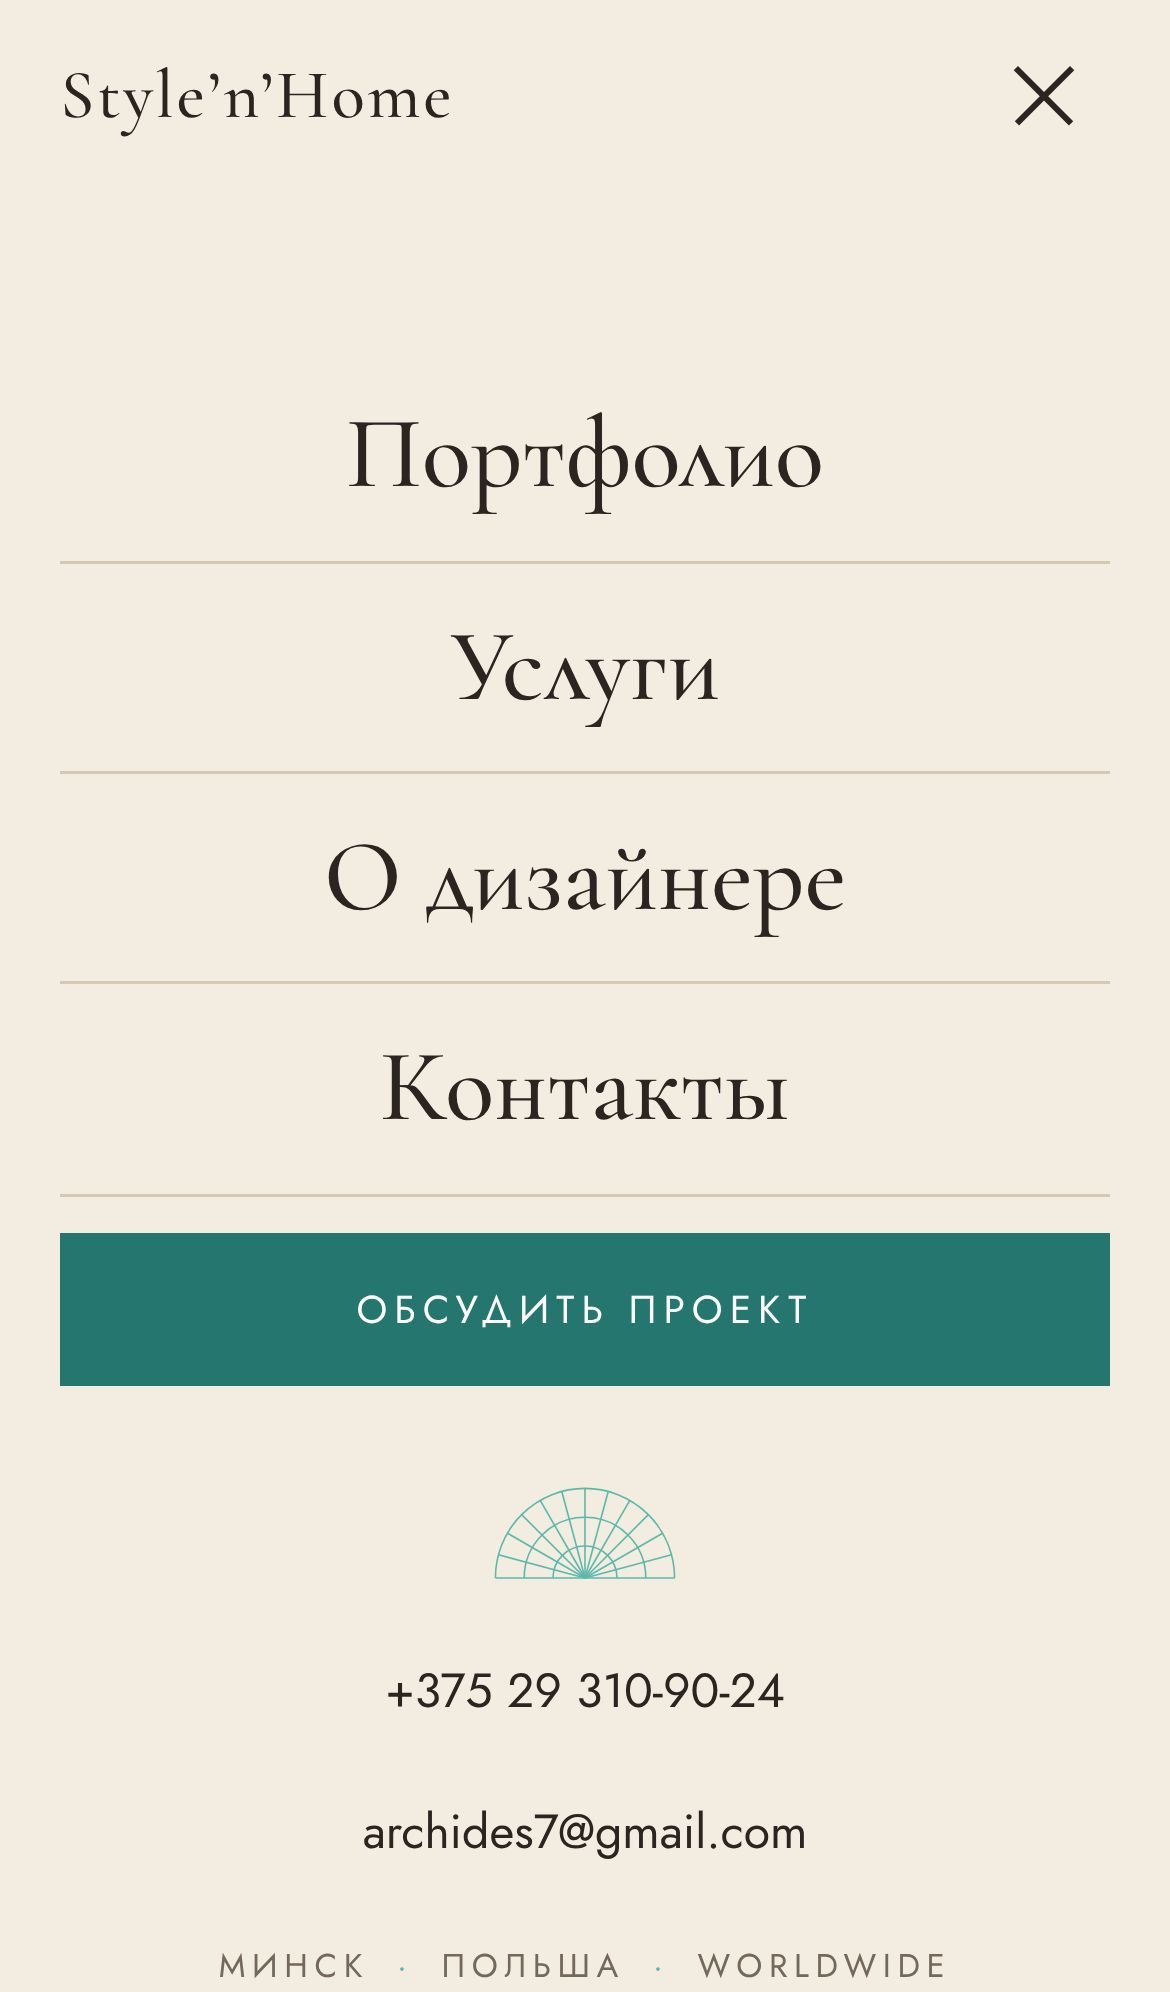 Style’n’Home
Портфолио
Услуги
О дизайнере
Контакты
ОБСУДИТЬ ПРОЕКТ
+375 29 310-90-24
archides7@gmail.com
МИНСК · ПОЛЬША · WORLDWIDE